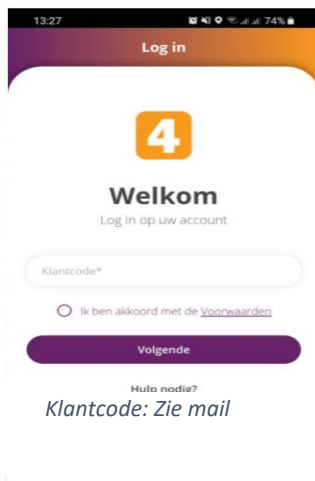 13:27 74%
Log in
4
Welkom
Log in op uw account
Klantcode*
Ik ben akkoord met de Voorwaarden
Volgende
Hulp nodig?
Klantcode: Zie mail